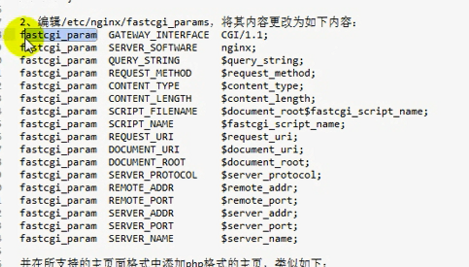 2、编辑/etc/nginx/fastcgi_params，将其内容更改为如下内容：
fastcgi_param GATEWAY_INTERFACE CGI/1.1;
fastcgi_param SERVER_SOFTWARE nginx;
fastcgi_param QUERY_STRING $query_string;
fastcgi_param REQUEST_METHOD $request_method;
fastcgi_param CONTENT_TYPE $content_type;
fastcgi_param CONTENT_LENGTH $content_length;
fastcgi_param SCRIPT_FILENAME $document_root$fastcgi_script_name;
fastcgi_param SCRIPT_NAME $fastcgi_script_name;
fastcgi_param REQUEST_URI $request_uri;
fastcgi_param DOCUMENT_URI $document_uri;
fastcgi_param DOCUMENT_ROOT $document_root;
fastcgi_param SERVER_PROTOCOL $server_protocol;
fastcgi_param REMOTE_ADDR $remote_addr;
fastcgi_param REMOTE_PORT $remote_port;
fastcgi_param SERVER_ADDR $server_addr;
fastcgi_param SERVER_PORT $server_port;
fastcgi_param SERVER_NAME $server_name;
并在所支持的主页面格式中添加php格式的主页，类似如下：